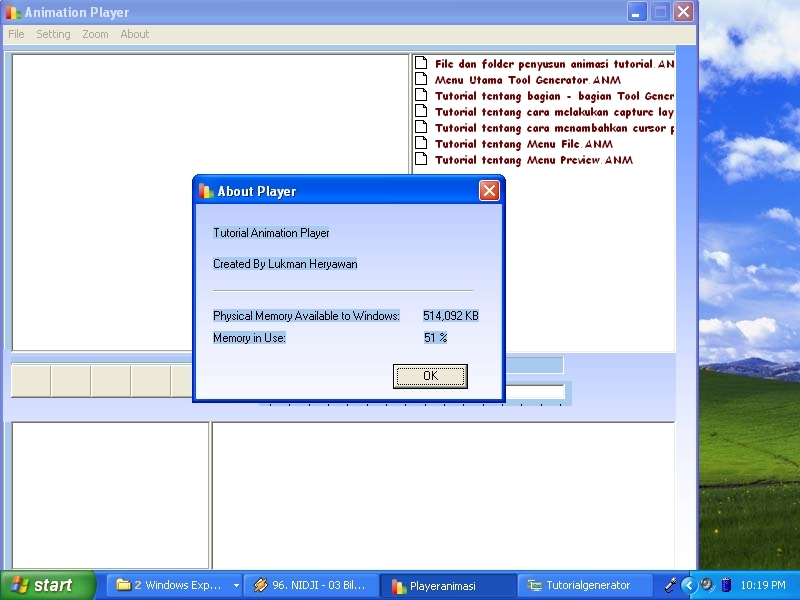 Animation Player
File Setting Zoom About
File dan folder penyusun animasi tutorial.AN
Menu Utama Tool Generator.ANM
Tutorial tentang bagian - bagian Tool Gener
Tutorial tentang cara melakukan capture lay
Tutorial tentang cara menambahkan cursor p
Tutorial tentang Menu File.ANM
Tutorial tentang Menu Preview.ANM
About Player
Tutorial Animation Player
Created By Lukman Heryawan
Physical Memory Available to Windows: 514,092 KB
Memory in Use: 51 %
OK
start 2 Windows Exp... 96. NIDJI - 03 Bil... Playeranimasi Tutorialgenerator 10:19 PM